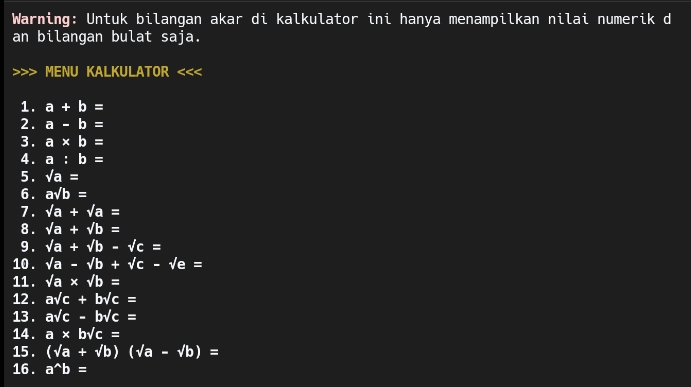 Warning: Untuk bilangan akar di kalkulator ini hanya menampilkan nilai numerik d
an bilangan bulat saja.
>>> MENU KALKULATOR <<<
1. a + b =
2. a - b =
3. a × b =
4. a : b =
5. √a =
6. a√b =
7. √a + √a =
8. √a + √b =
9. √a + √b - √c =
10. √a - √b + √c - √e =
11. √a × √b =
12. a√c + b√c =
13. a√c - b√c =
14. a × b√c =
15. (√a + √b) (√a - √b) =
16. a^b =